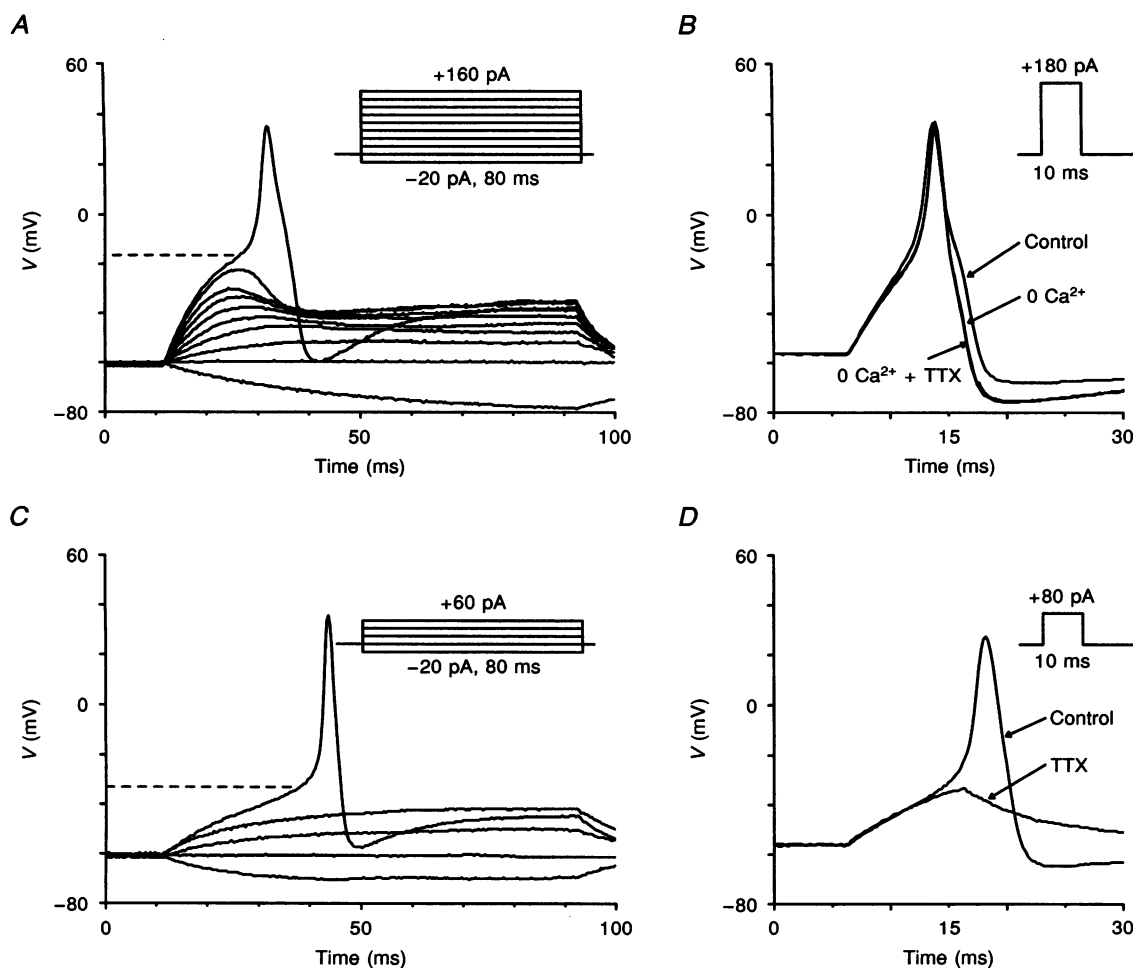 A
60
0
−80
V (mV)
+160 pA
−20 pA, 80 ms
0
50
100
Time (ms)
B
60
0
−80
V (mV)
+180 pA
10 ms
Control
0 Ca²⁺
0 Ca²⁺ + TTX
0
15
30
Time (ms)
C
60
0
−80
V (mV)
+60 pA
−20 pA, 80 ms
0
50
100
Time (ms)
D
60
0
−80
V (mV)
+80 pA
10 ms
Control
TTX
0
15
30
Time (ms)